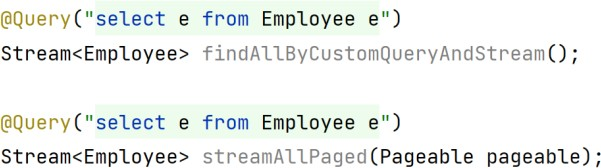 @Query("select e from Employee e")
Stream<Employee> findAllByCustomQueryAndStream();
@Query("select e from Employee e")
Stream<Employee> streamAllPaged(Pageable pageable);